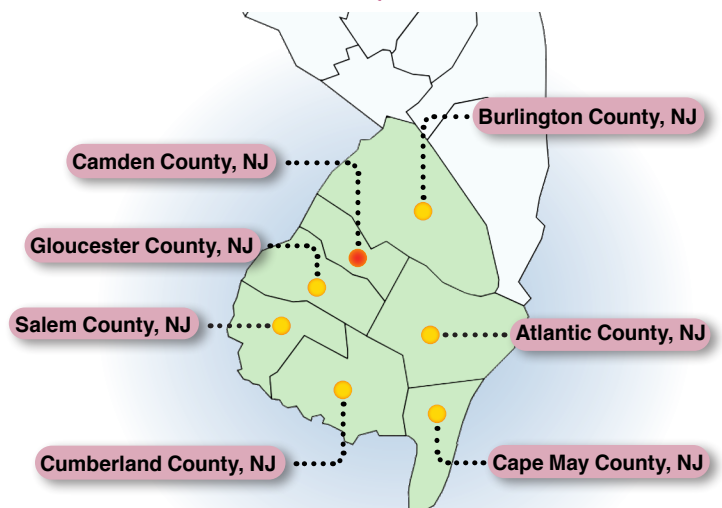 Burlington County, NJ
Camden County, NJ
Gloucester County, NJ
Salem County, NJ
Atlantic County, NJ
Cumberland County, NJ
Cape May County, NJ